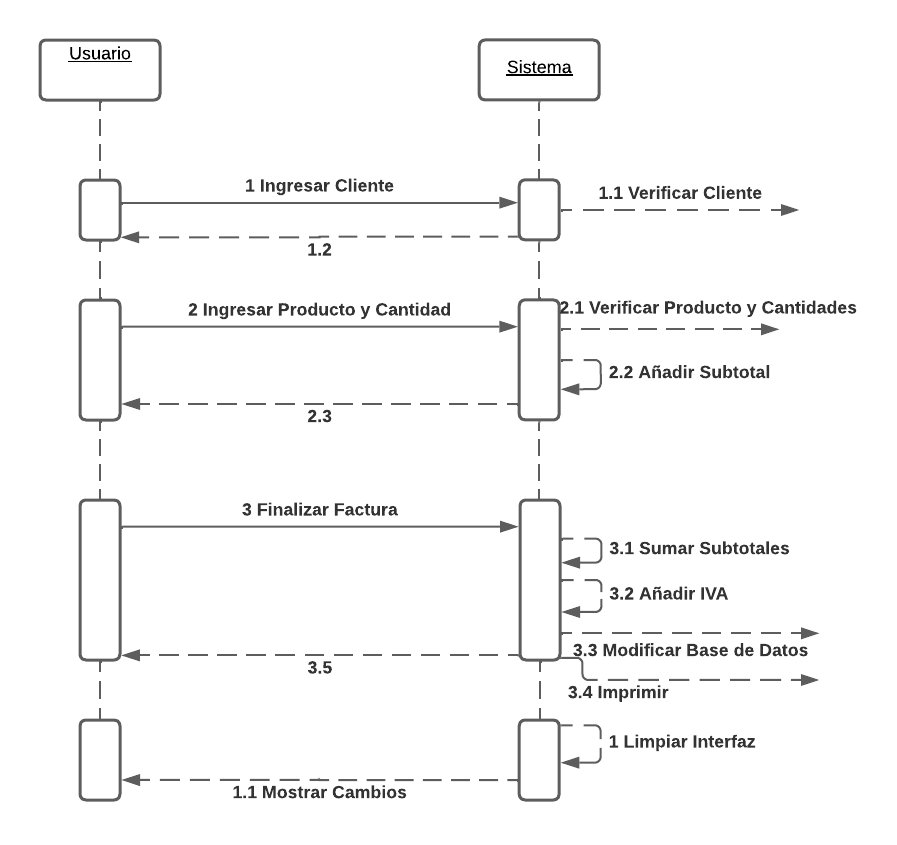 Usuario
Sistema
1 Ingresar Cliente
1.1 Verificar Cliente
1.2
2 Ingresar Producto y Cantidad
2.1 Verificar Producto y Cantidades
2.2 Añadir Subtotal
2.3
3 Finalizar Factura
3.1 Sumar Subtotales
3.2 Añadir IVA
3.3 Modificar Base de Datos
3.5
3.4 Imprimir
1 Limpiar Interfaz
1.1 Mostrar Cambios